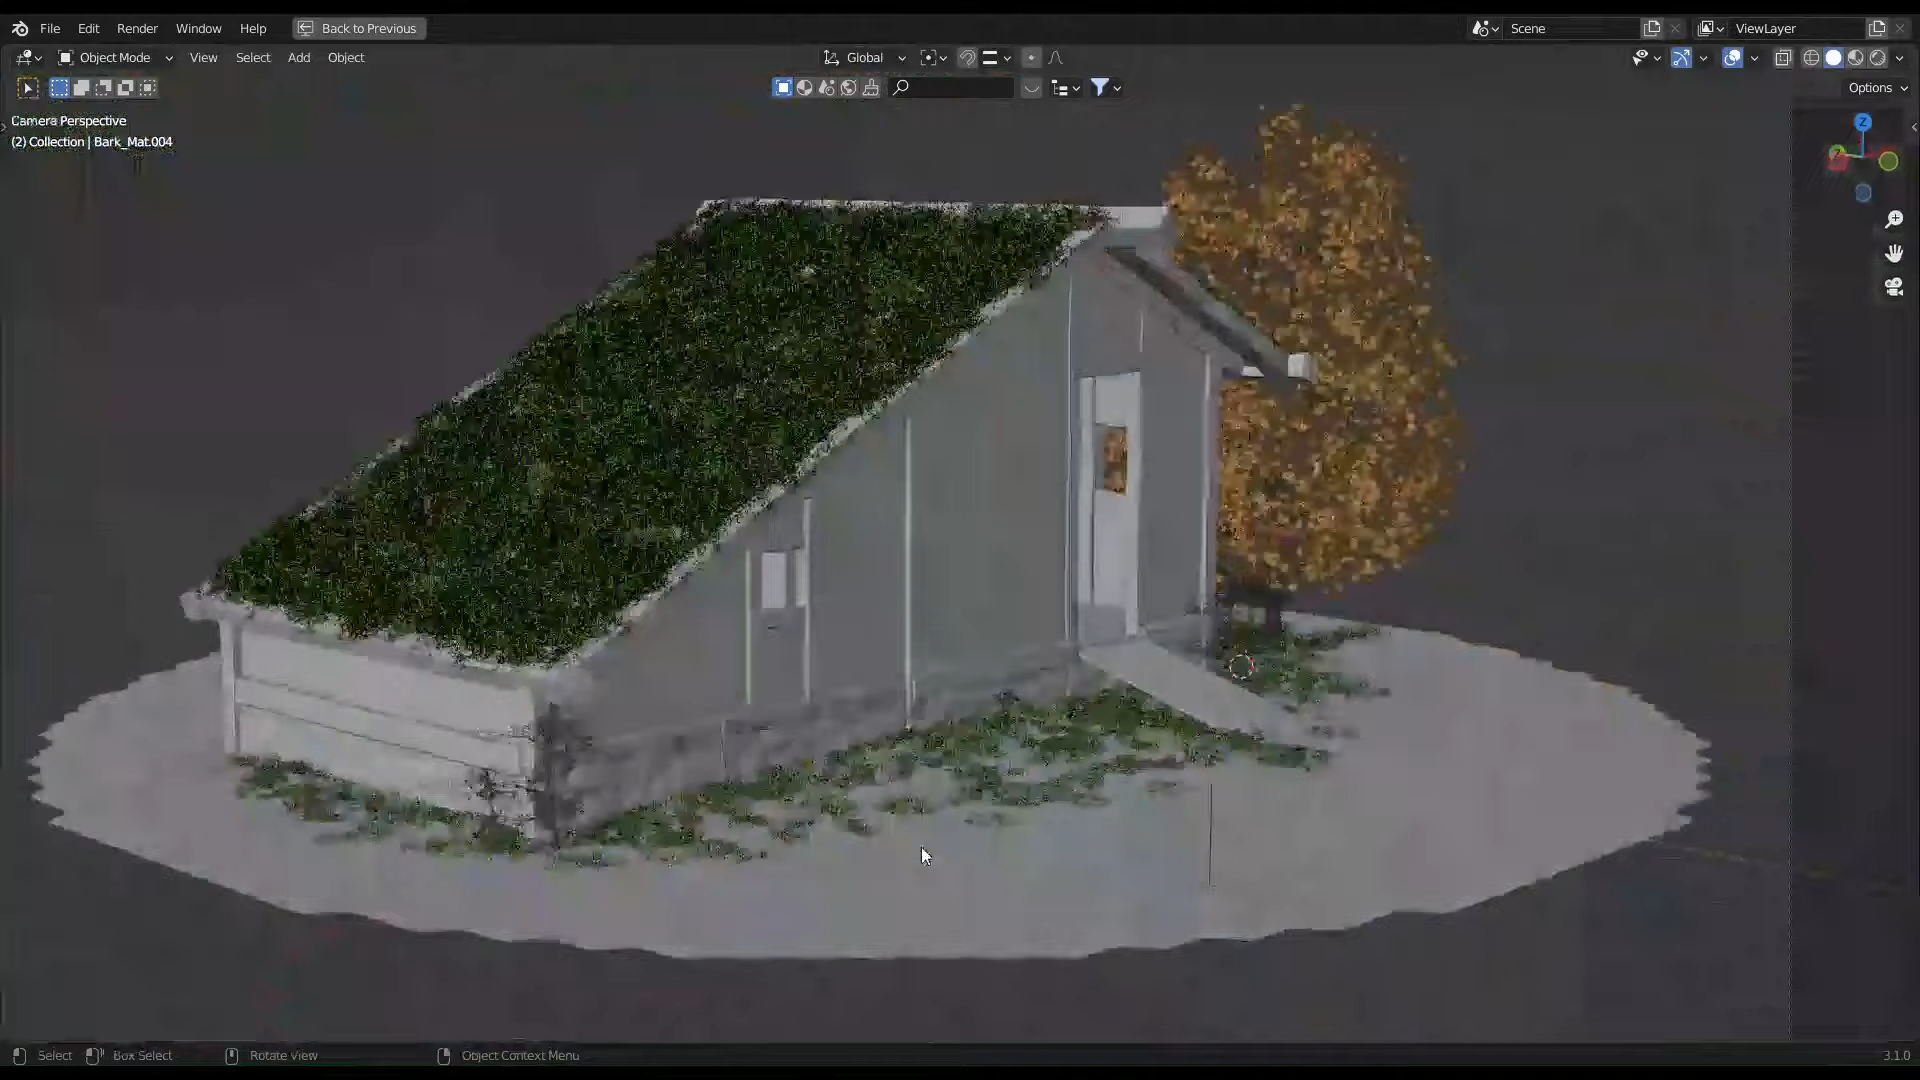 File Edit Render Window Help Back to Previous Scene ViewLayer
Object Mode View Select Add Object Global
Options
Camera Perspective
(2) Collection | Bark_Mat.004
Z
Select Box Select Rotate View Object Context Menu 3.1.0